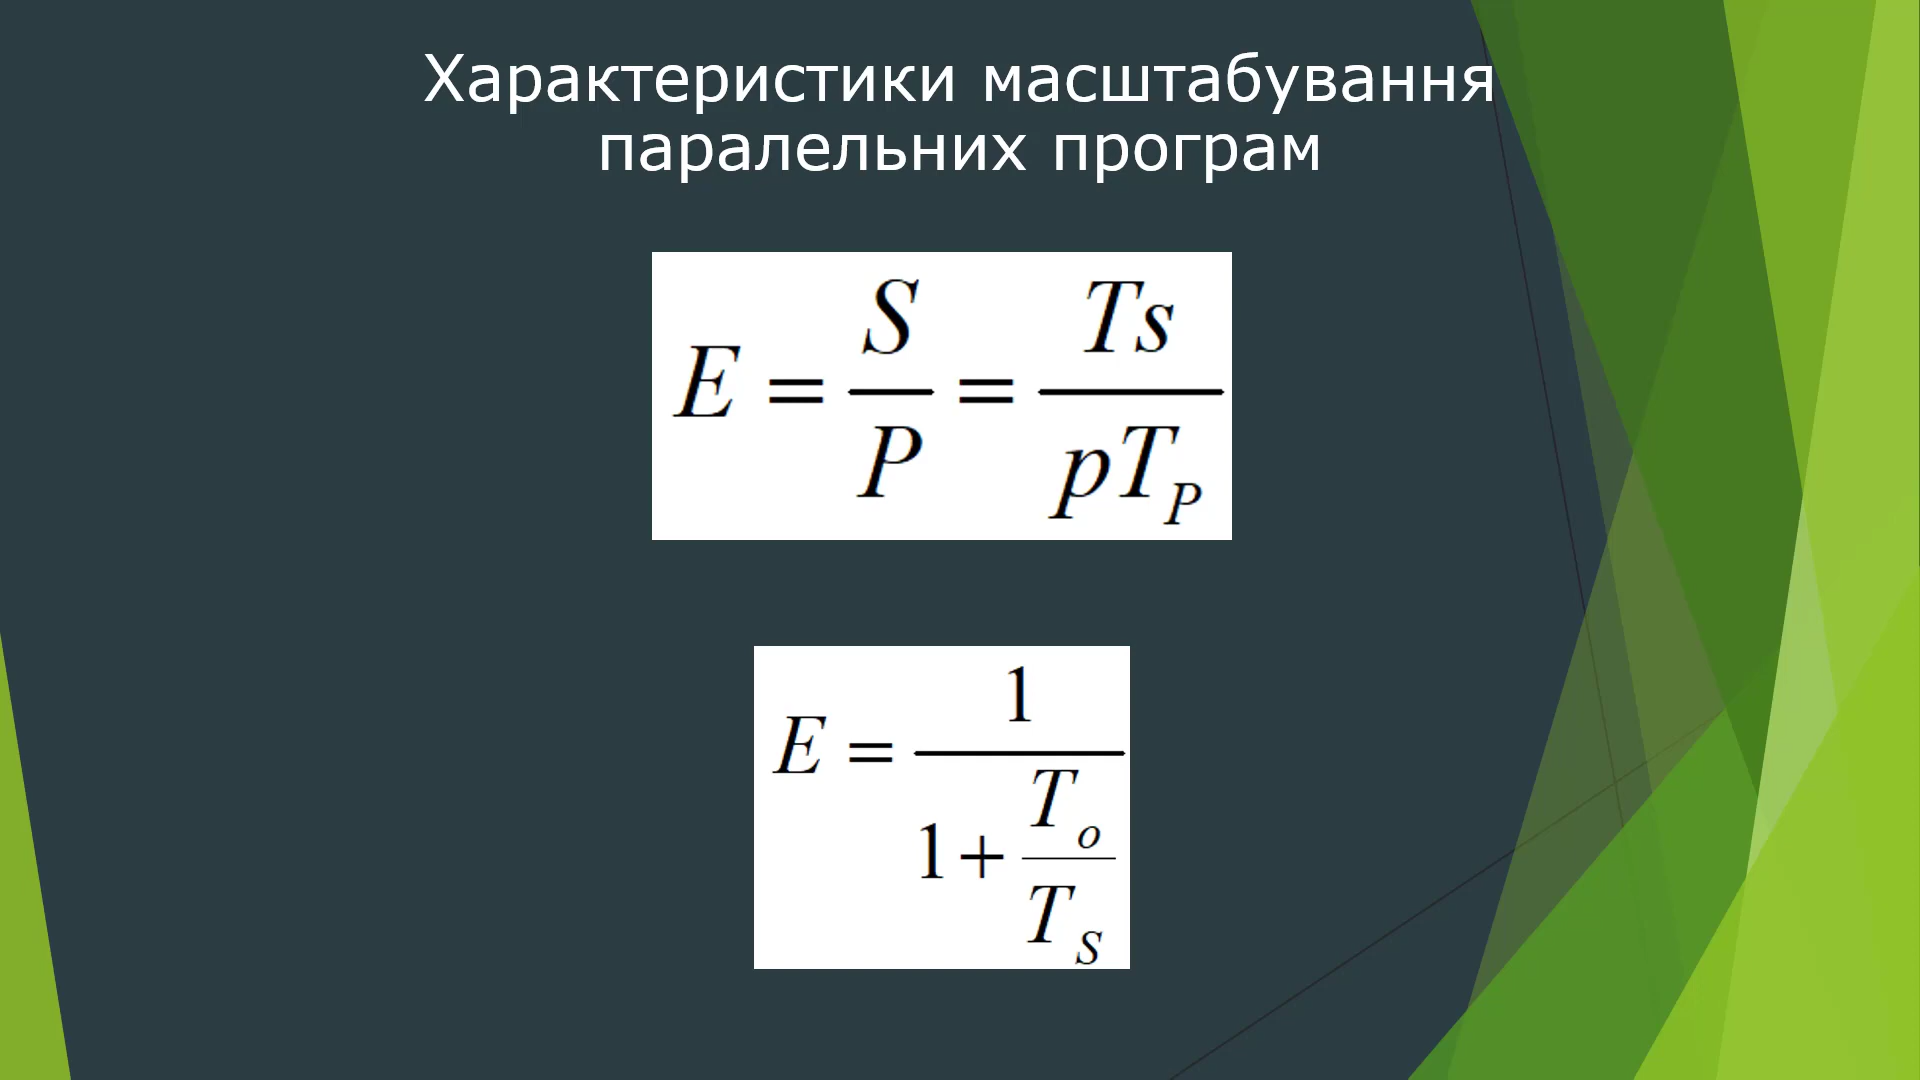 Характеристики масштабування
паралельних програм
E = S/P = Ts/pT_P
E = 1/(1 + T_o/T_S)